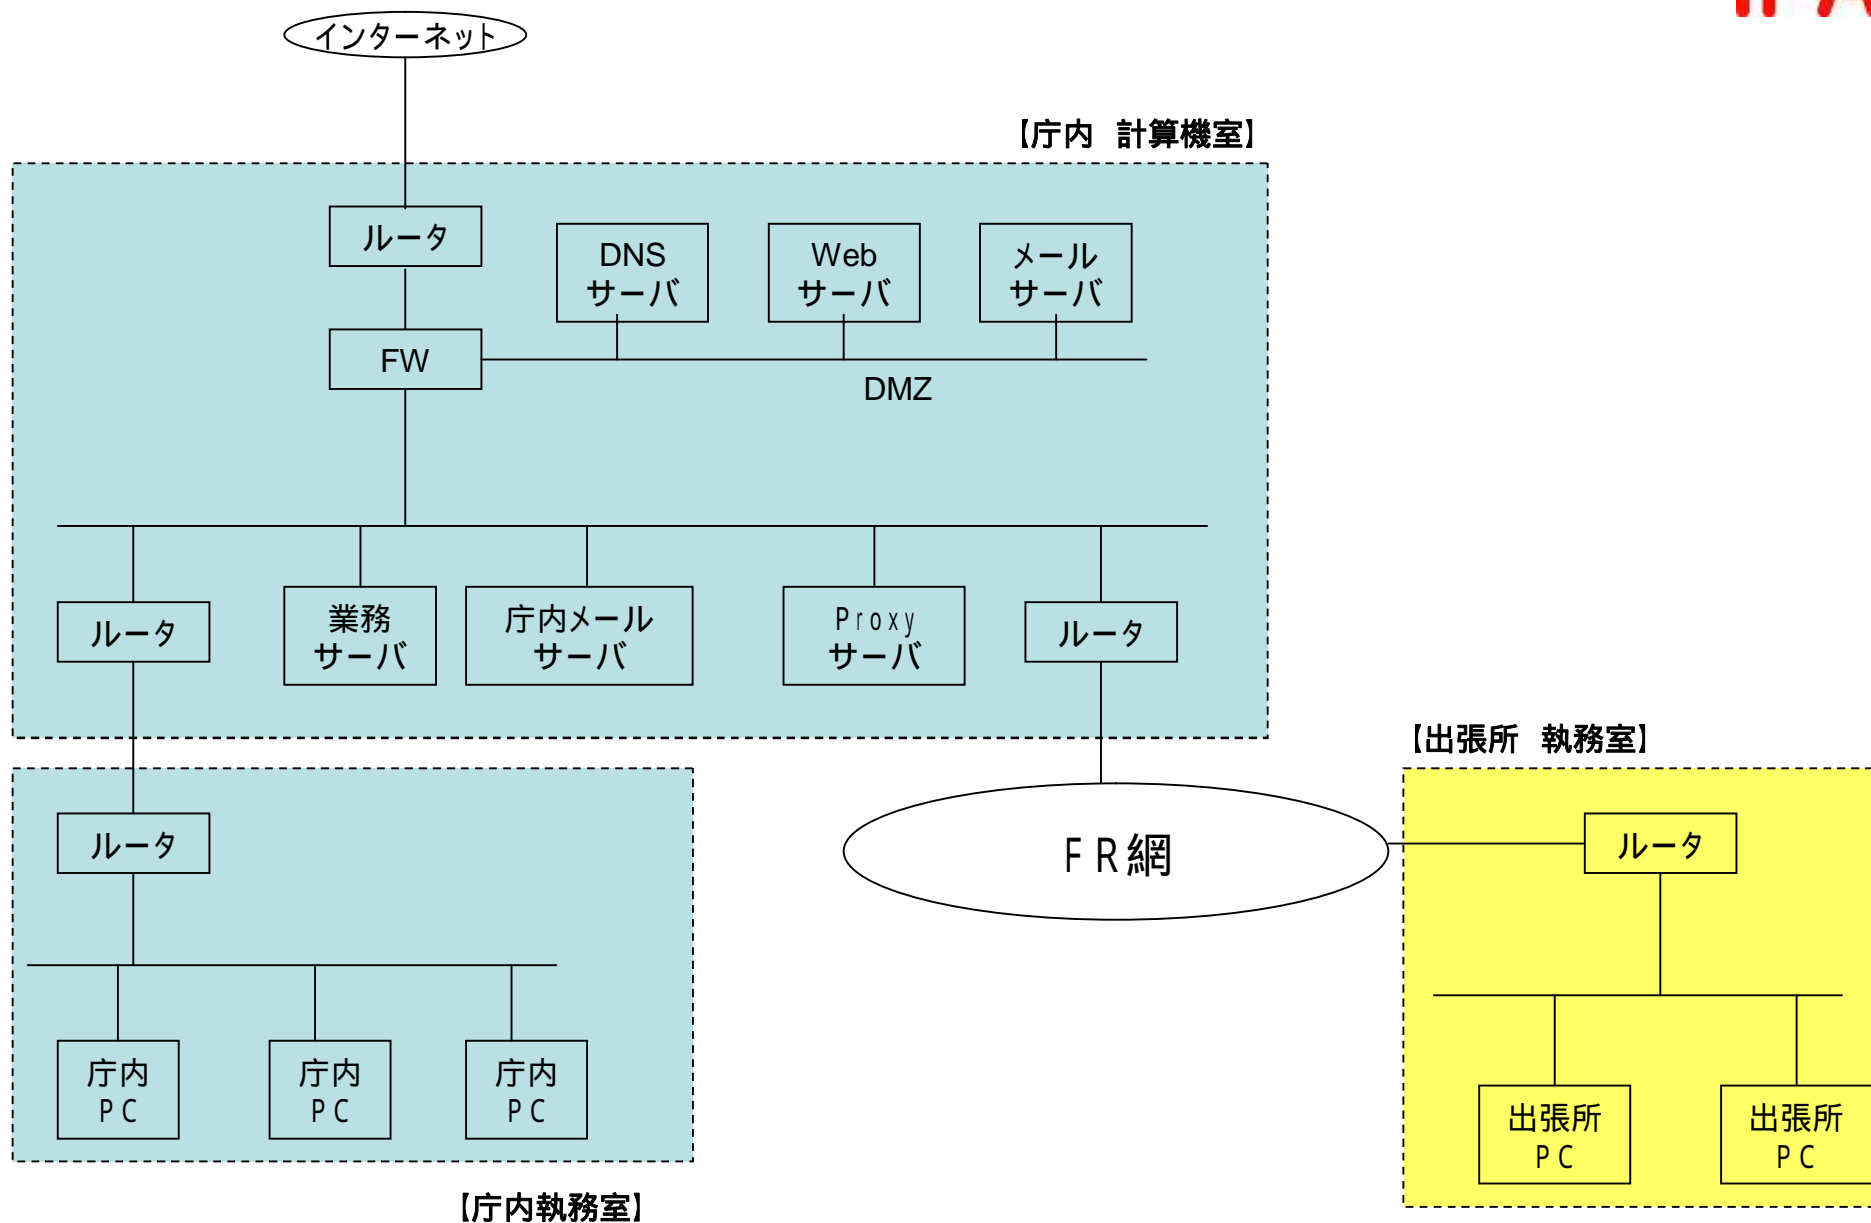 インターネット
【庁内　計算機室】
ルータ
DNS
サーバ
Web
サーバ
メール
サーバ
FW
DMZ
ルータ
業務
サーバ
庁内メール
サーバ
Proxy
サーバ
ルータ
【出張所　執務室】
ルータ
FR網
ルータ
庁内
PC
庁内
PC
庁内
PC
出張所
PC
出張所
PC
【庁内執務室】